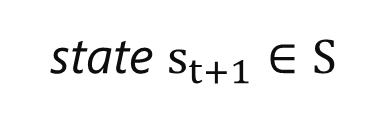 state s_{t+1} ∈ S